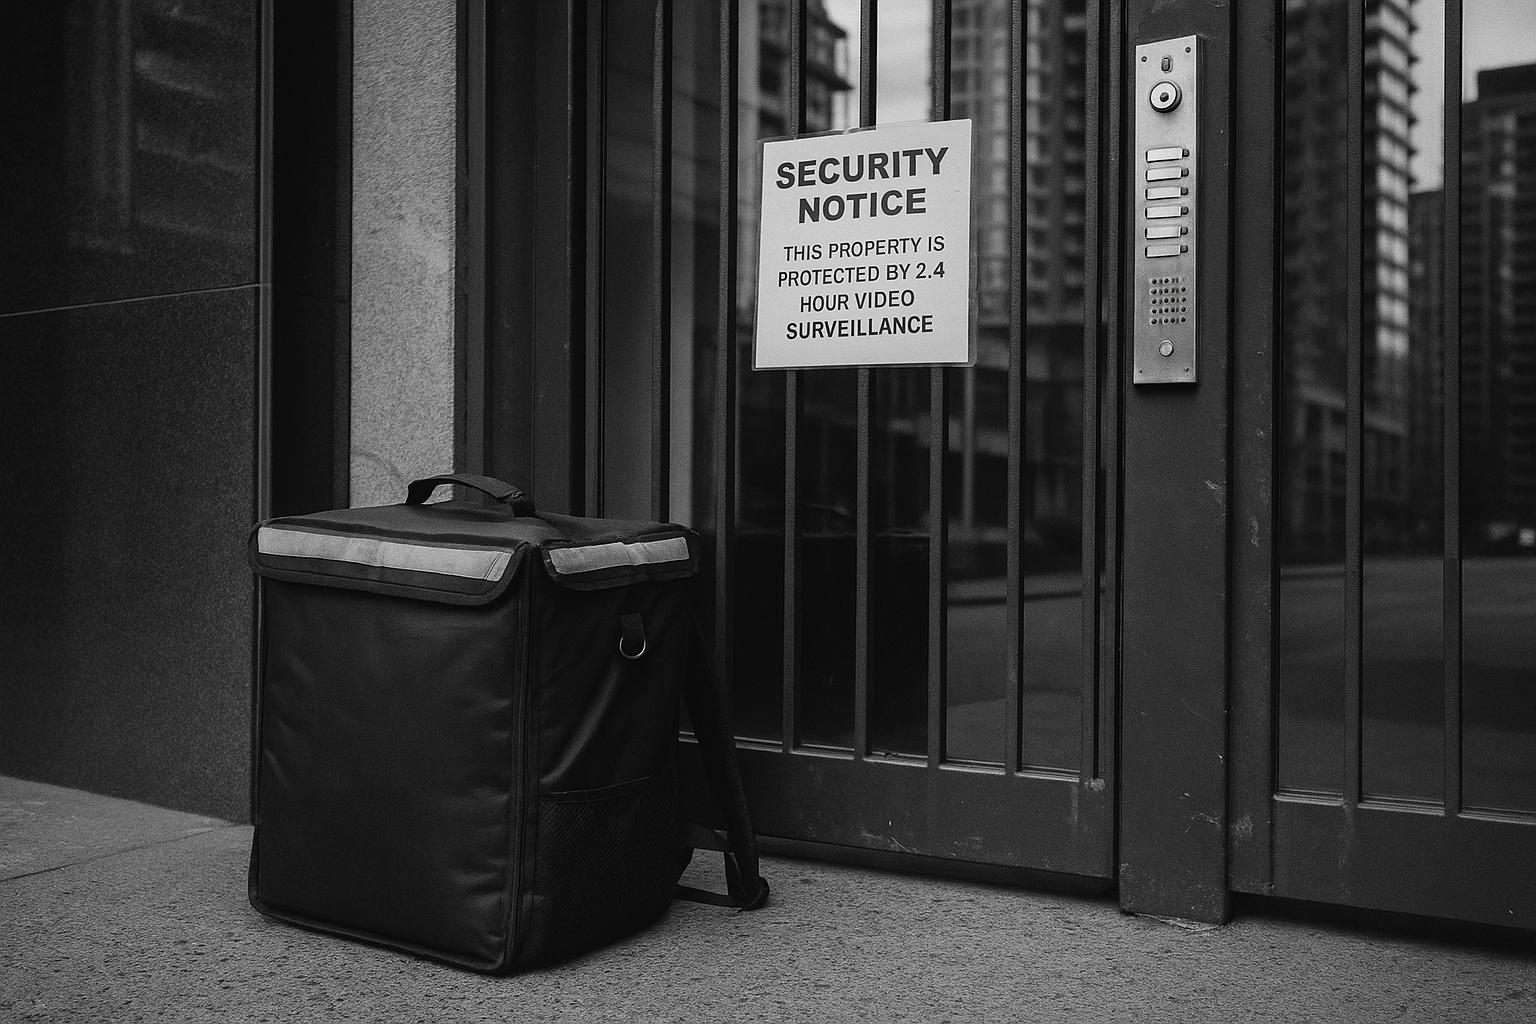 SECURITY
NOTICE
THIS PROPERTY IS
PROTECTED BY 2.4
HOUR VIDEO
SURVEILLANCE